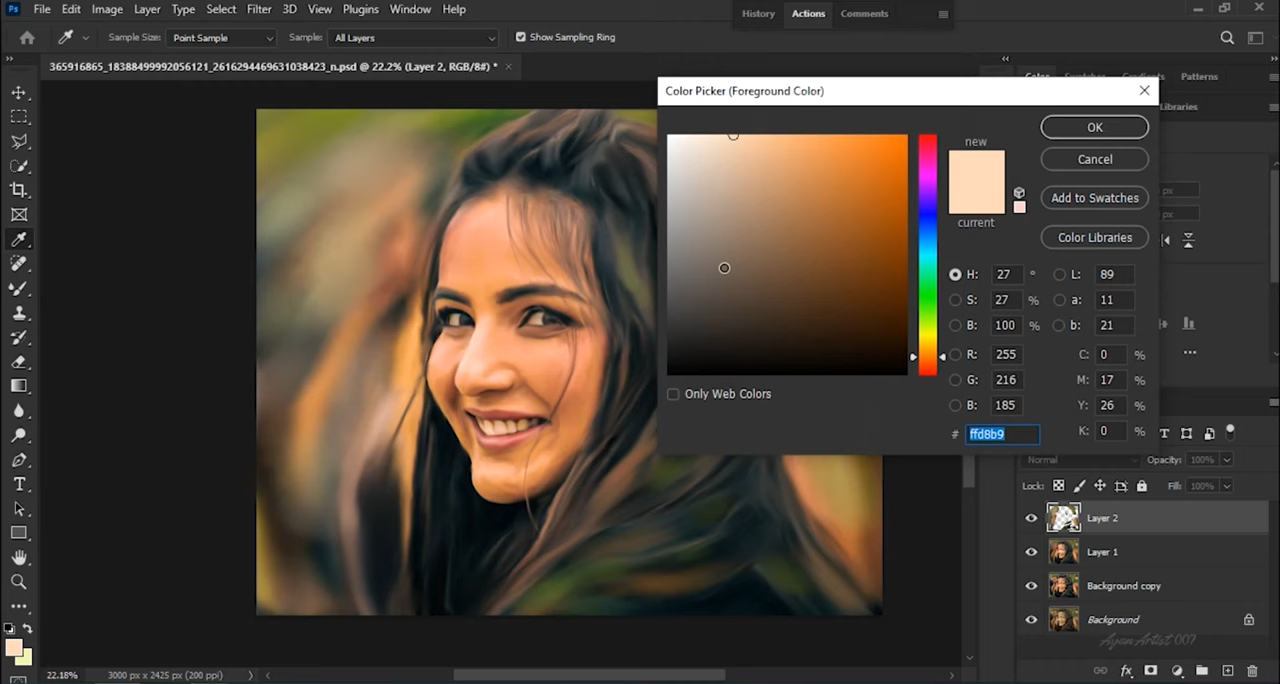 Ps File Edit Image Layer Type Select Filter 3D View Plugins Window Help
History Actions Comments
Sample Size: Point Sample Sample: All Layers Show Sampling Ring
365916865_18388499992056121_2616294469631038423_n.psd @ 22.2% (Layer 2, RGB/8#) * ×
Color Swatches Gradients Patterns
Libraries
Color Picker (Foreground Color)
new
current
OK
Cancel
Add to Swatches
Color Libraries
H: 27 ° L: 89
S: 27 % a: 11
B: 100 % b: 21
R: 255 C: 0 %
G: 216 M: 17 %
B: 185 Y: 26 %
# ffd8b9 K: 0 %
Only Web Colors
px
px
Normal Opacity: 100%
Lock: Fill: 100%
Layer 2
Layer 1
Background copy
Background
Ayan Artist 007
22.18% 3000 px x 2425 px (200 ppi)